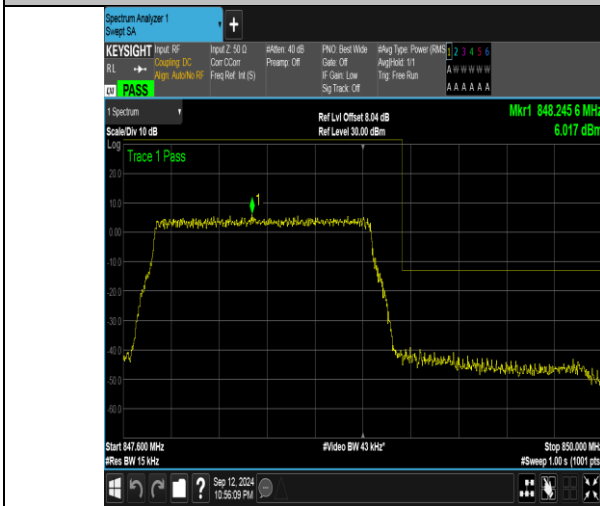 Spectrum Analyzer 1
Swept SA
+
KEYSIGHT Input: RF Input Z: 50 Ω #Atten: 40 dB PNO: Best Wide #Avg Type: Power (RMS 1 2 3 4 5 6
RL Coupling: DC Corr CCorr Preamp: Off Gate: Off Avg|Hold: 1/1 A W W W W W
Align: Auto/No RF Freq Ref: Int (S) IF Gain: Low Trig: Free Run
PASS Sig Track: Off A A A A A A
1 Spectrum Ref Lvl Offset 8.04 dB Mkr1 848.245 6 MHz
Scale/Div 10 dB Ref Level 30.00 dBm 6.017 dBm
Log
Trace 1 Pass
20.0
10.0
1
0.00
-10.0
-20.0
-30.0
-40.0
-50.0
-60.0
Start 847.600 MHz #Video BW 43 kHz* Stop 850.000 MHz
#Res BW 15 kHz #Sweep 1.00 s (1001 pts
? Sep 12, 2024
10:56:09 PM